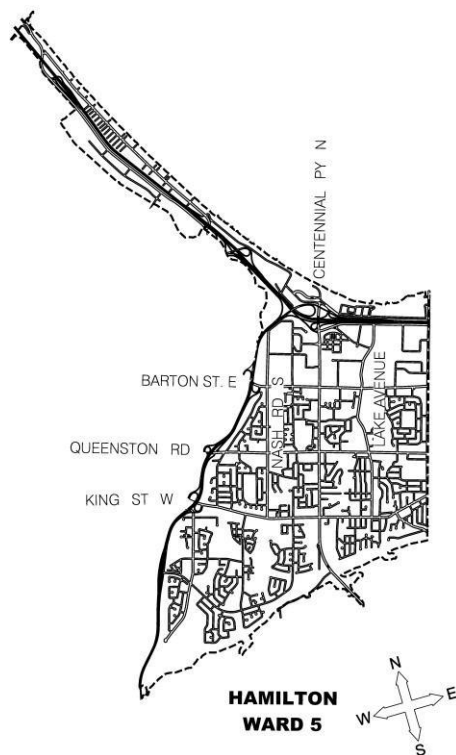 CENTENNIAL PY N
BARTON ST. E
NASH RD. S
LAKE AVENUE
QUEENSTON RD
KING ST W
HAMILTON
WARD 5
N
W
E
S